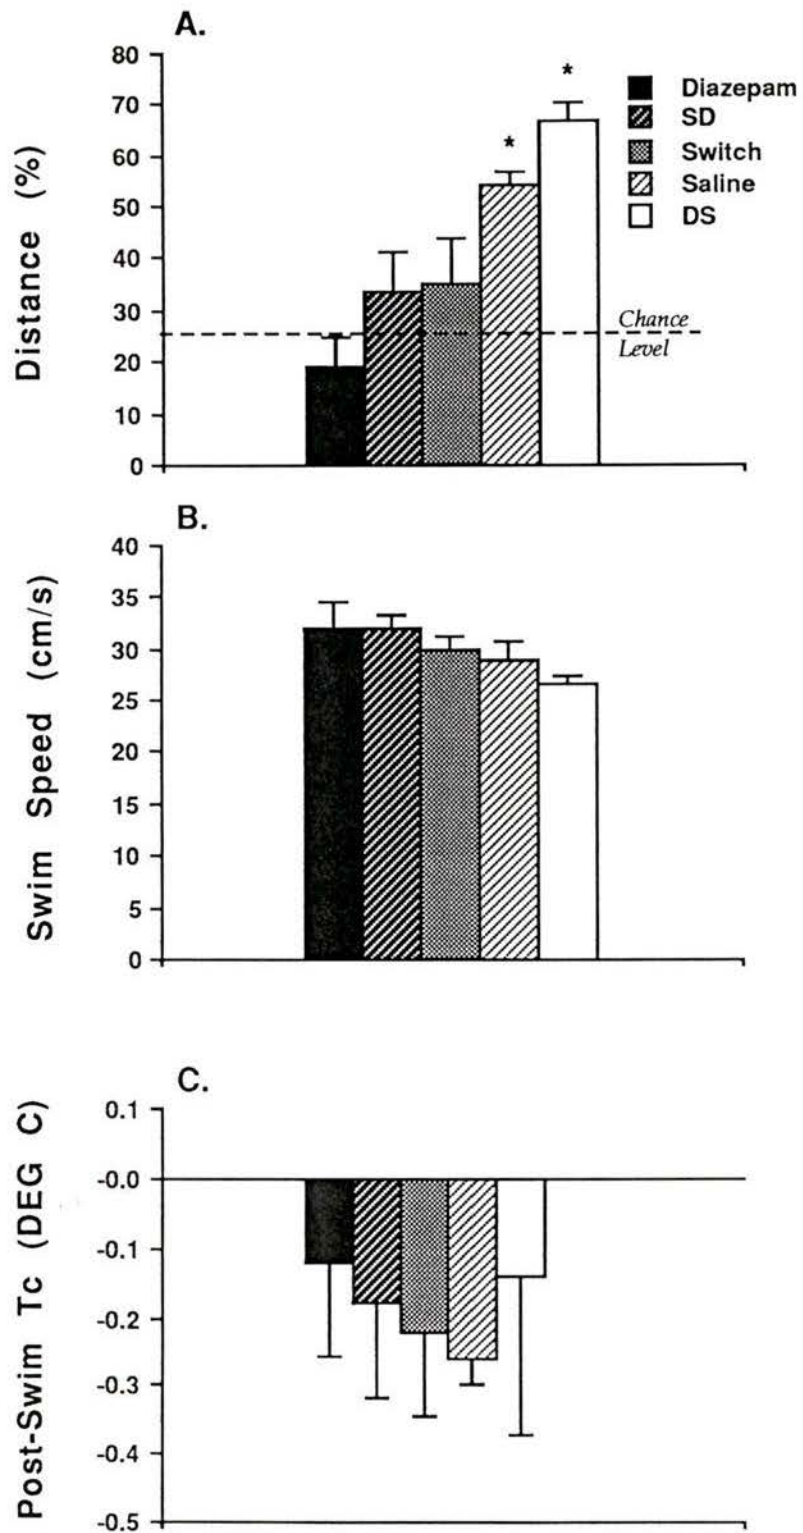 A.
Distance (%)
80
70
60
50
40
30
20
10
0
*
*
Diazepam
SD
Switch
Saline
DS
Chance
Level
B.
Swim Speed (cm/s)
40
35
30
25
20
15
10
5
0
C.
Post-Swim Tc (DEG C)
0.1
-0.0
-0.1
-0.2
-0.3
-0.4
-0.5